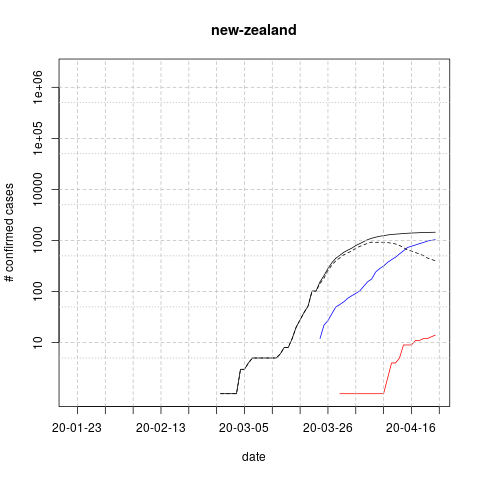 new-zealand
# confirmed cases
1e+06
1e+05
10000
1000
100
10
20-01-23
20-02-13
20-03-05
20-03-26
20-04-16
date